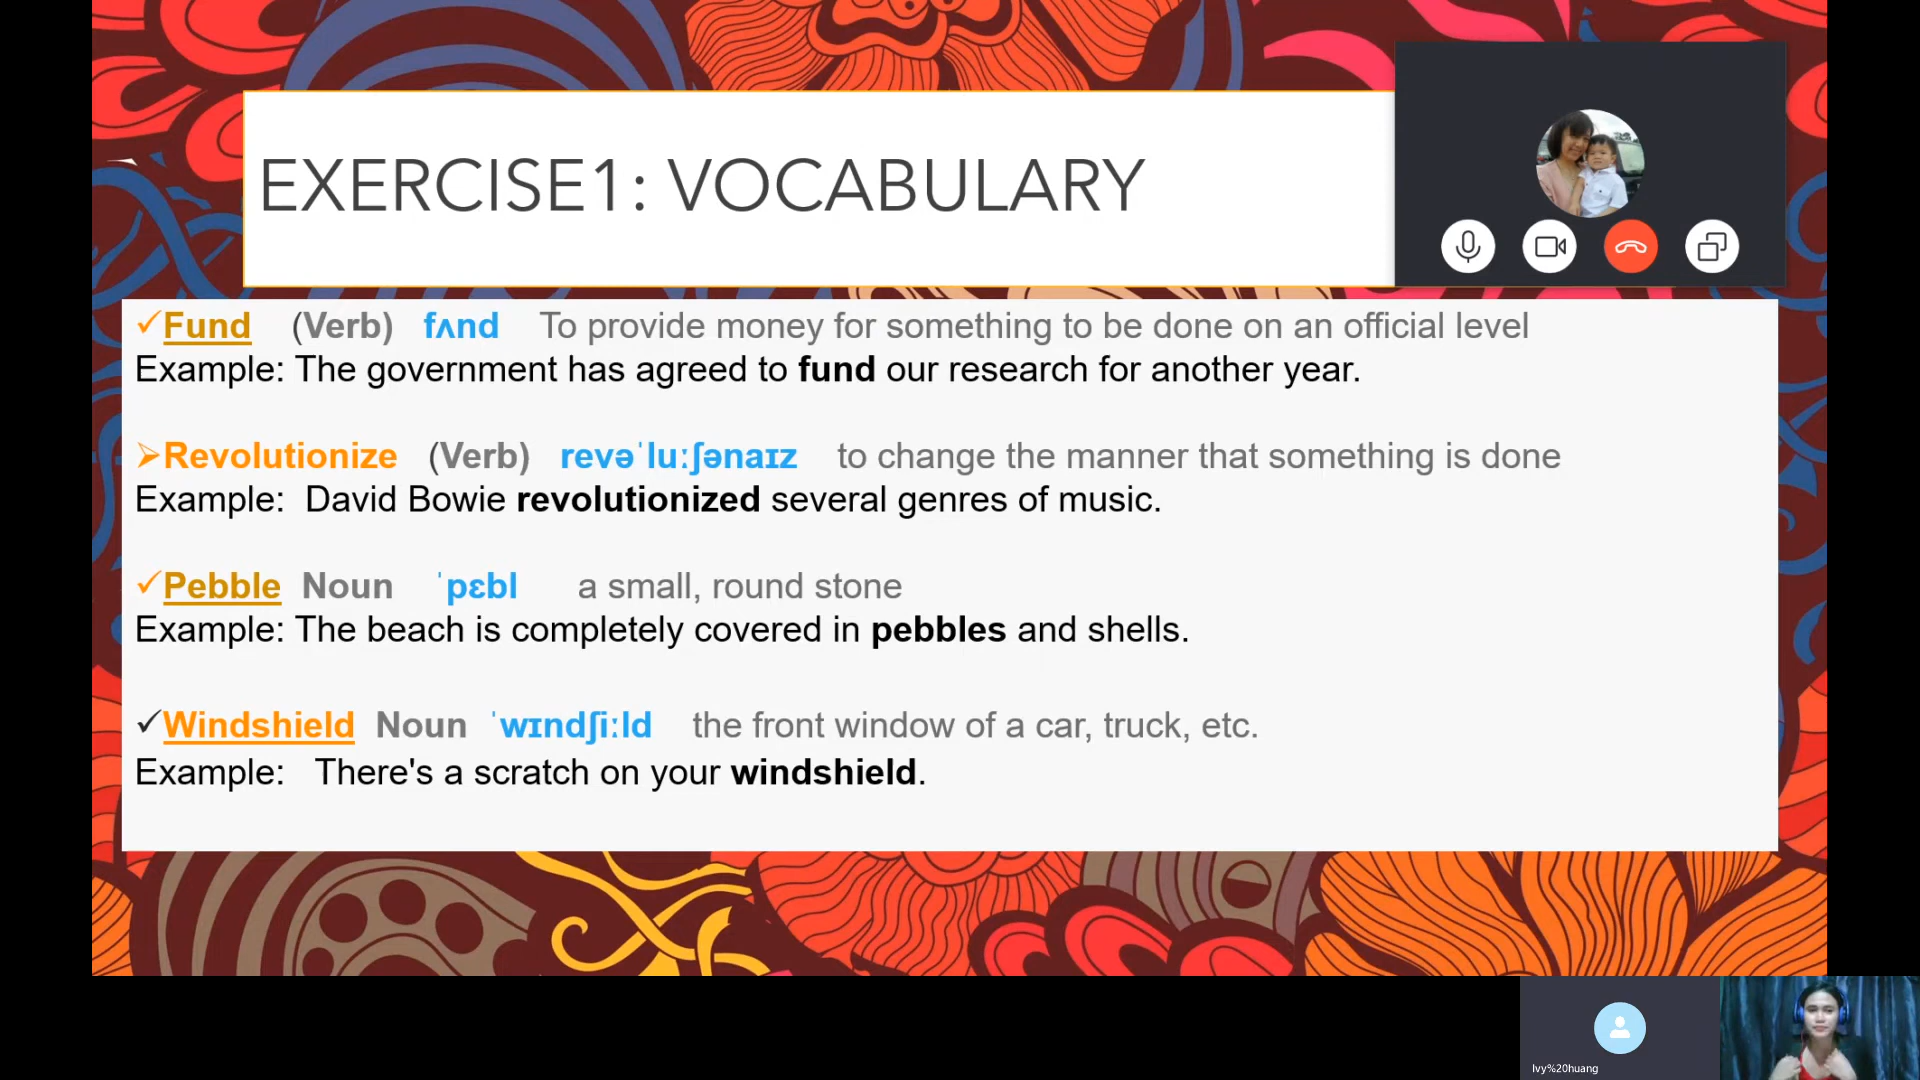 EXERCISE1: VOCABULARY
Fund (Verb) fʌnd To provide money for something to be done on an official level
Example: The government has agreed to fund our research for another year.
Revolutionize (Verb) revəˈluːʃənaɪz to change the manner that something is done
Example: David Bowie revolutionized several genres of music.
Pebble Noun ˈpɛbl a small, round stone
Example: The beach is completely covered in pebbles and shells.
Windshield Noun ˈwɪndʃiːld the front window of a car, truck, etc.
Example: There's a scratch on your windshield.
Ivy%20huang